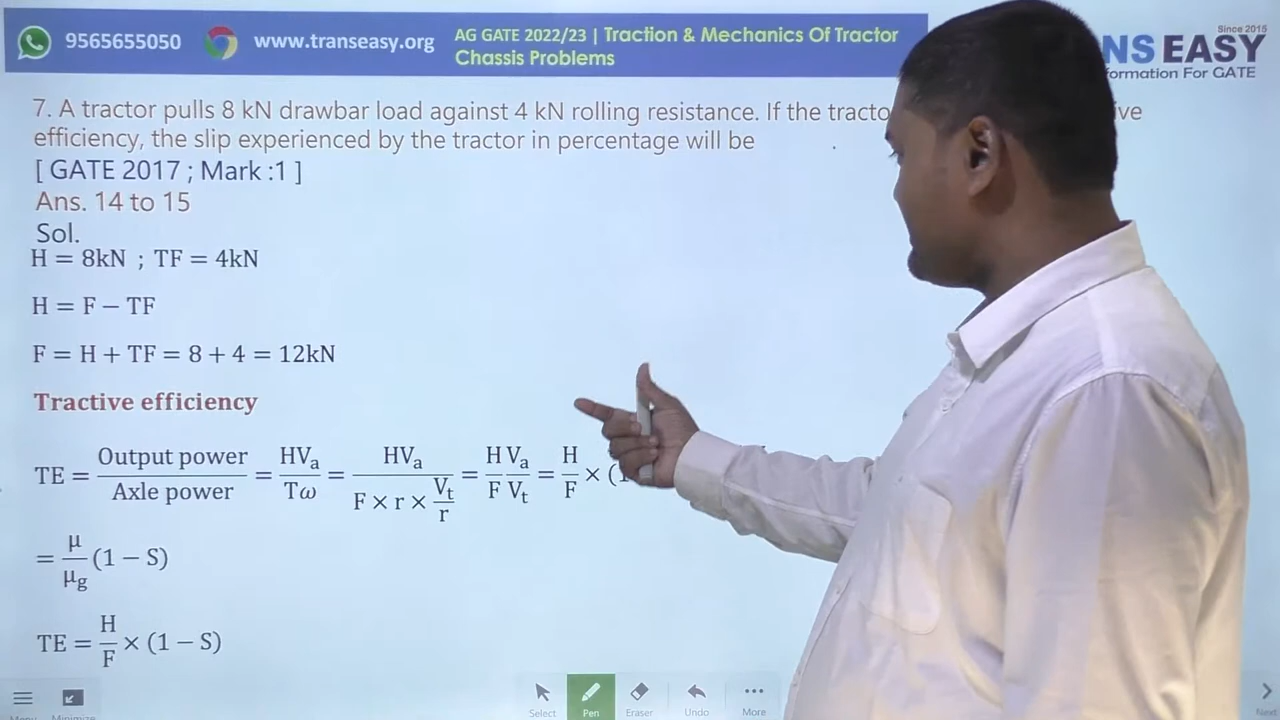 9565655050
www.transeasy.org
AG GATE 2022/23 | Traction & Mechanics Of Tractor
Chassis Problems
Since 2015
NS EASY
formation For GATE
7. A tractor pulls 8 kN drawbar load against 4 kN rolling resistance. If the tracto ve
efficiency, the slip experienced by the tractor in percentage will be
[ GATE 2017 ; Mark :1 ]
Ans. 14 to 15
Sol.
H = 8kN ; TF = 4kN
H = F − TF
F = H + TF = 8 + 4 = 12kN
Tractive efficiency
TE = Output power / Axle power = HVa / Tω = HVa / (F × r × Vt/r) = H Va / F Vt = H/F × (1
= μ/μg (1 − S)
TE = H/F × (1 − S)
Menu
Minimize
Select
Pen
Eraser
Undo
More
Next